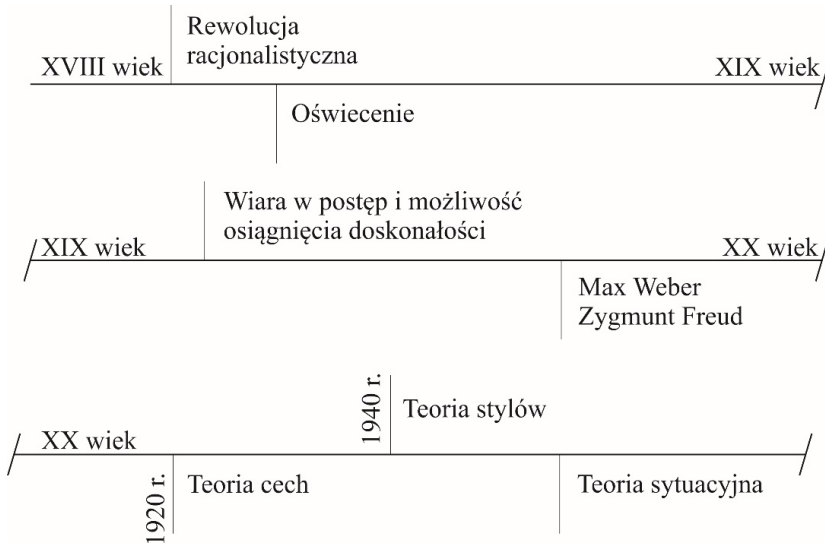 Rewolucja
racjonalistyczna
XVIII wiek
XIX wiek
Oświecenie
Wiara w postęp i możliwość
osiągnięcia doskonałości
XIX wiek
XX wiek
Max Weber
Zygmunt Freud
1940 r.
Teoria stylów
XX wiek
1920 r.
Teoria cech
Teoria sytuacyjna